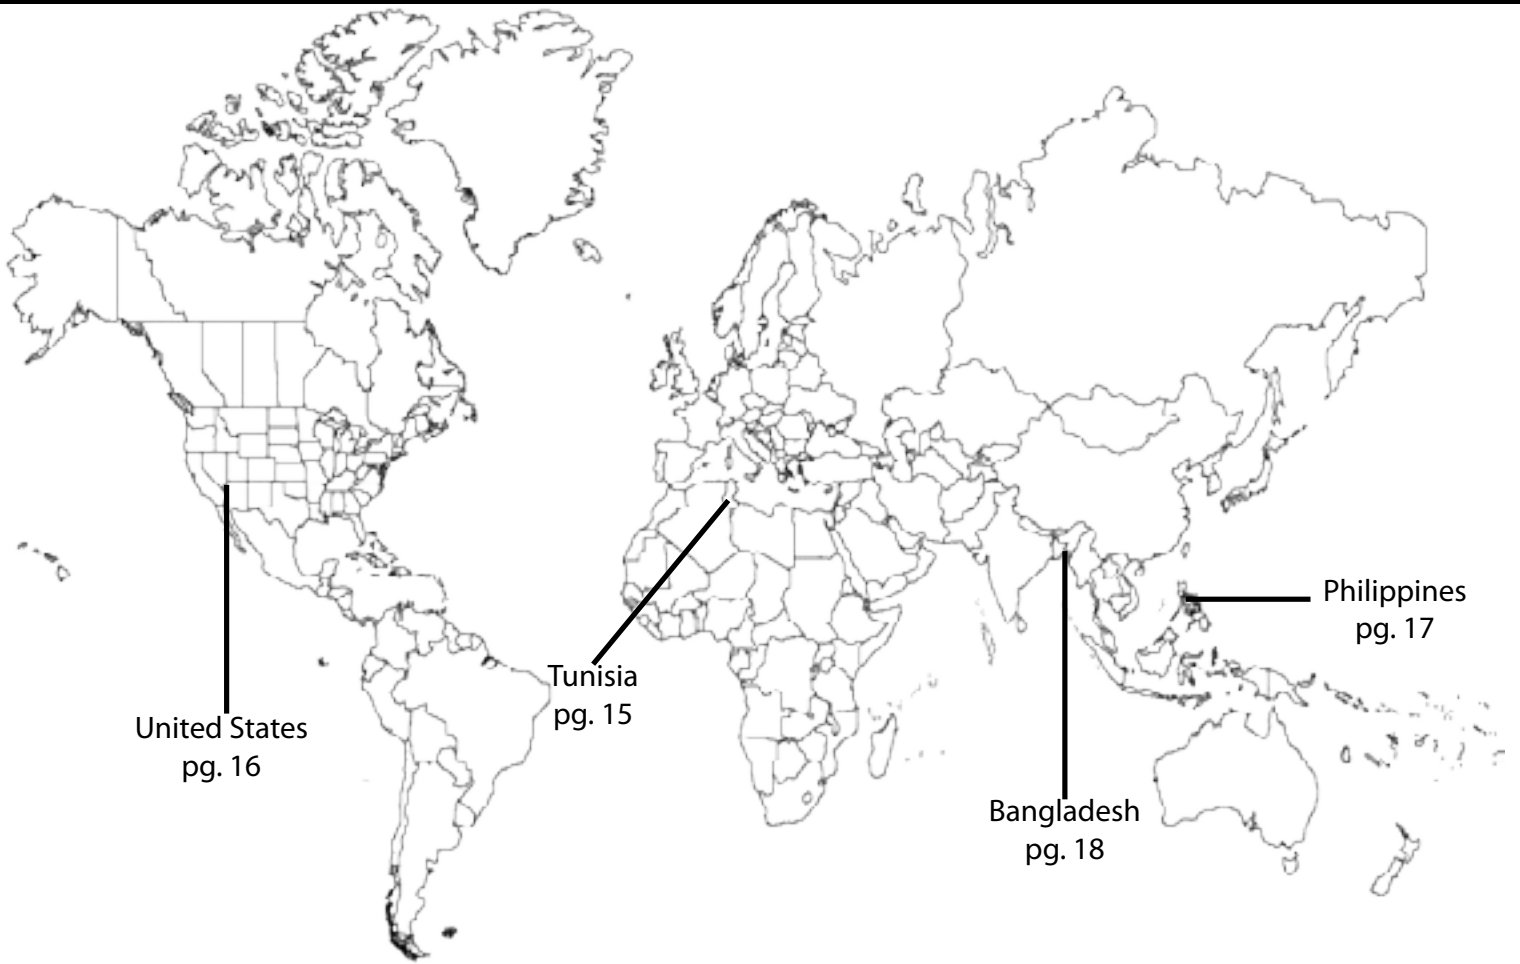 Philippines
pg. 17
Tunisia
pg. 15
United States
pg. 16
Bangladesh
pg. 18